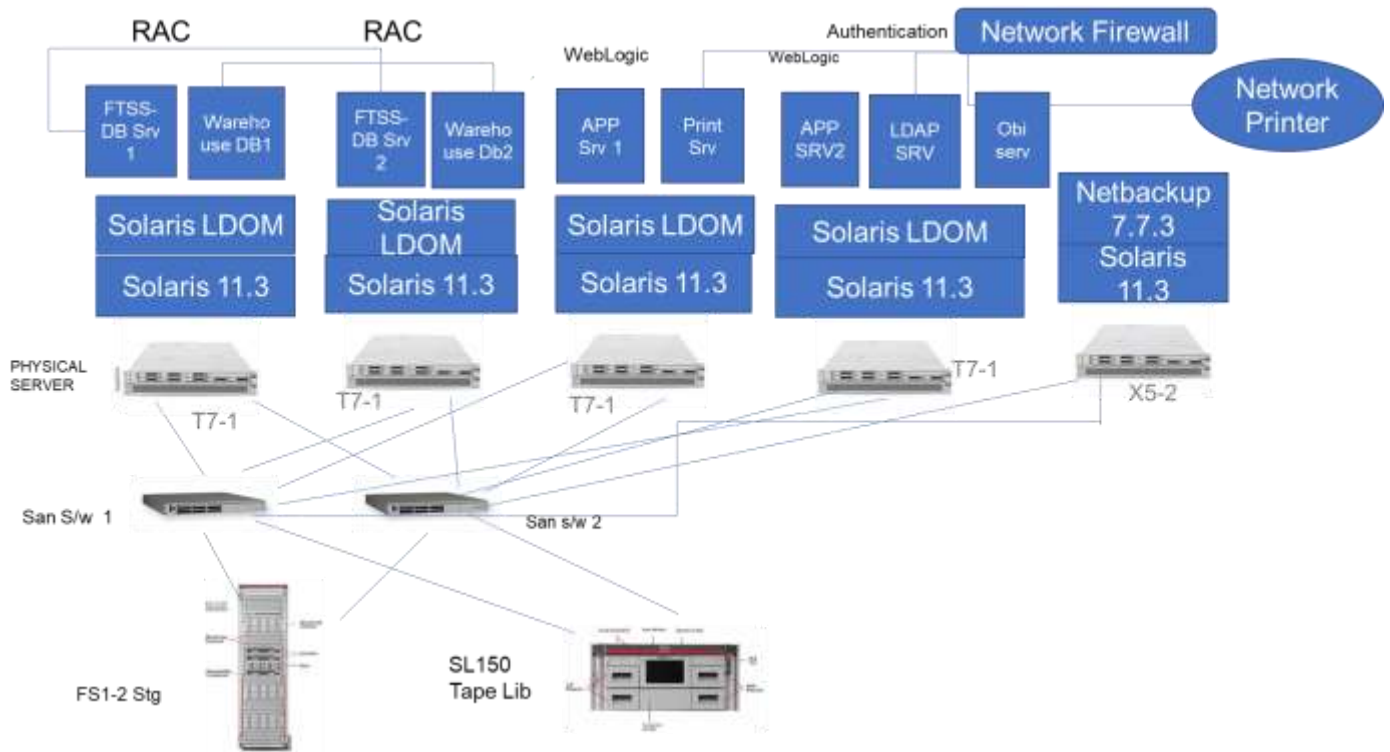 RAC
RAC
Authentication
Network Firewall
WebLogic
WebLogic
FTSS-
DB Srv
1
Wareho
use DB1
FTSS-
DB Srv
2
Wareho
use Db2
APP
Srv 1
Print
Srv
APP
SRV2
LDAP
SRV
Obi
serv
Network
Printer
Solaris LDOM
Solaris
LDOM
Solaris LDOM
Solaris LDOM
Netbackup
7.7.3
Solaris 11.3
Solaris 11.3
Solaris 11.3
Solaris 11.3
Solaris
11.3
PHYSICAL
SERVER
T7-1
T7-1
T7-1
T7-1
X5-2
San S/w 1
San s/w 2
FS1-2 Stg
SL150
Tape Lib